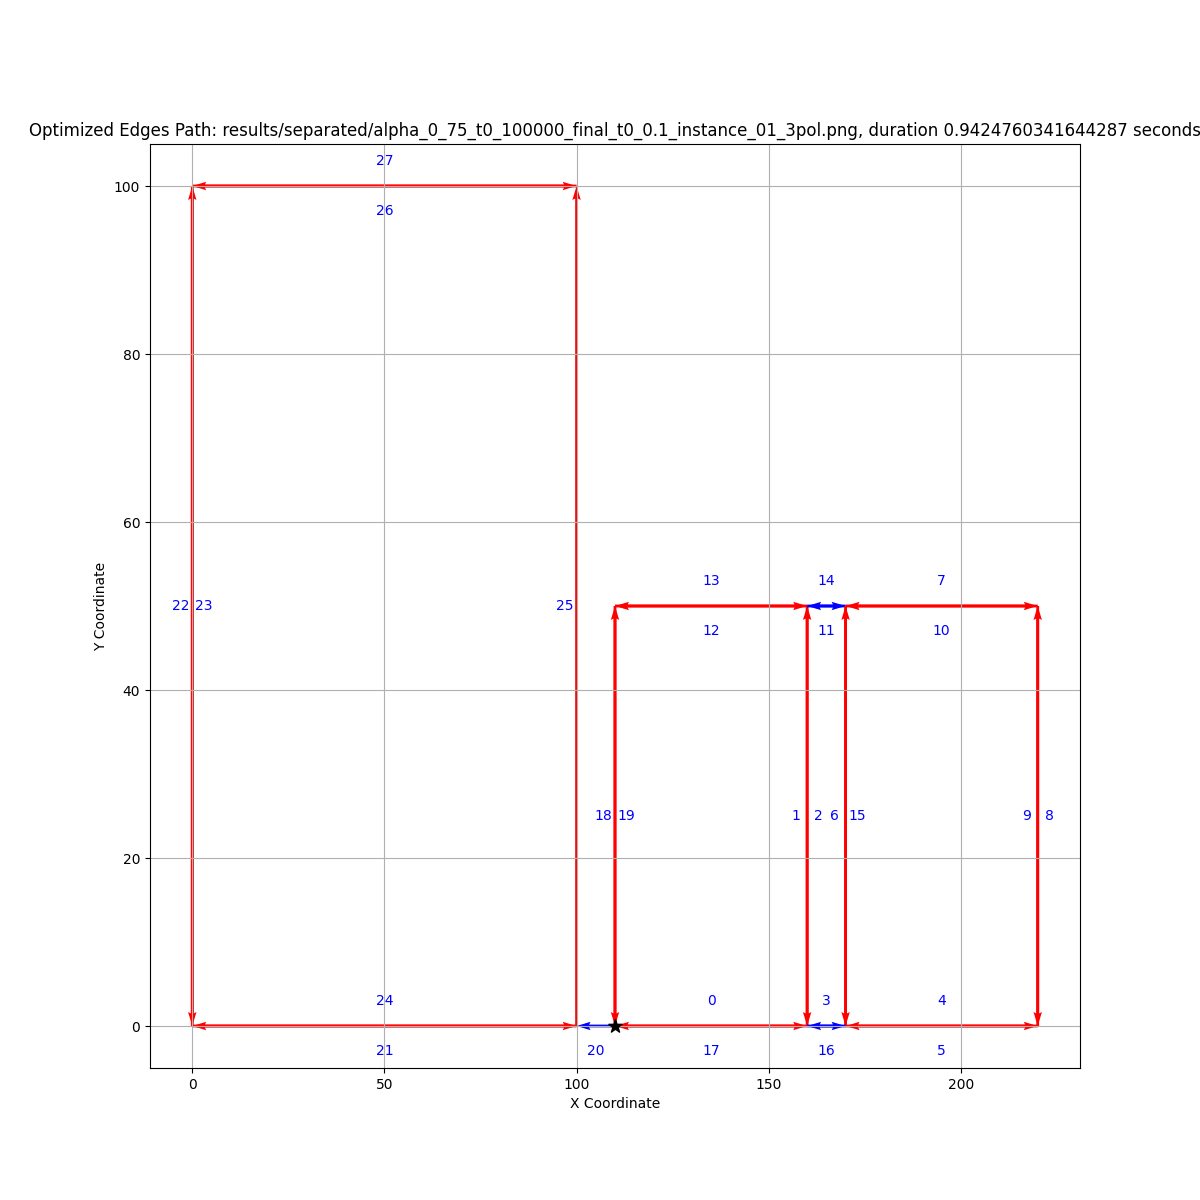 Optimized Edges Path: results/separated/alpha_0_75_t0_100000_final_t0_0.1_instance_01_3pol.png, duration 0.9424760341644287 seconds
27
100
26
80
60
13 14 7
22 23 25
12 11 10
Y Coordinate
40
18 19 1 2 6 15 9 8
20
24 0 3 4
0
21 20 17 16 5
0 50 100 150 200
X Coordinate